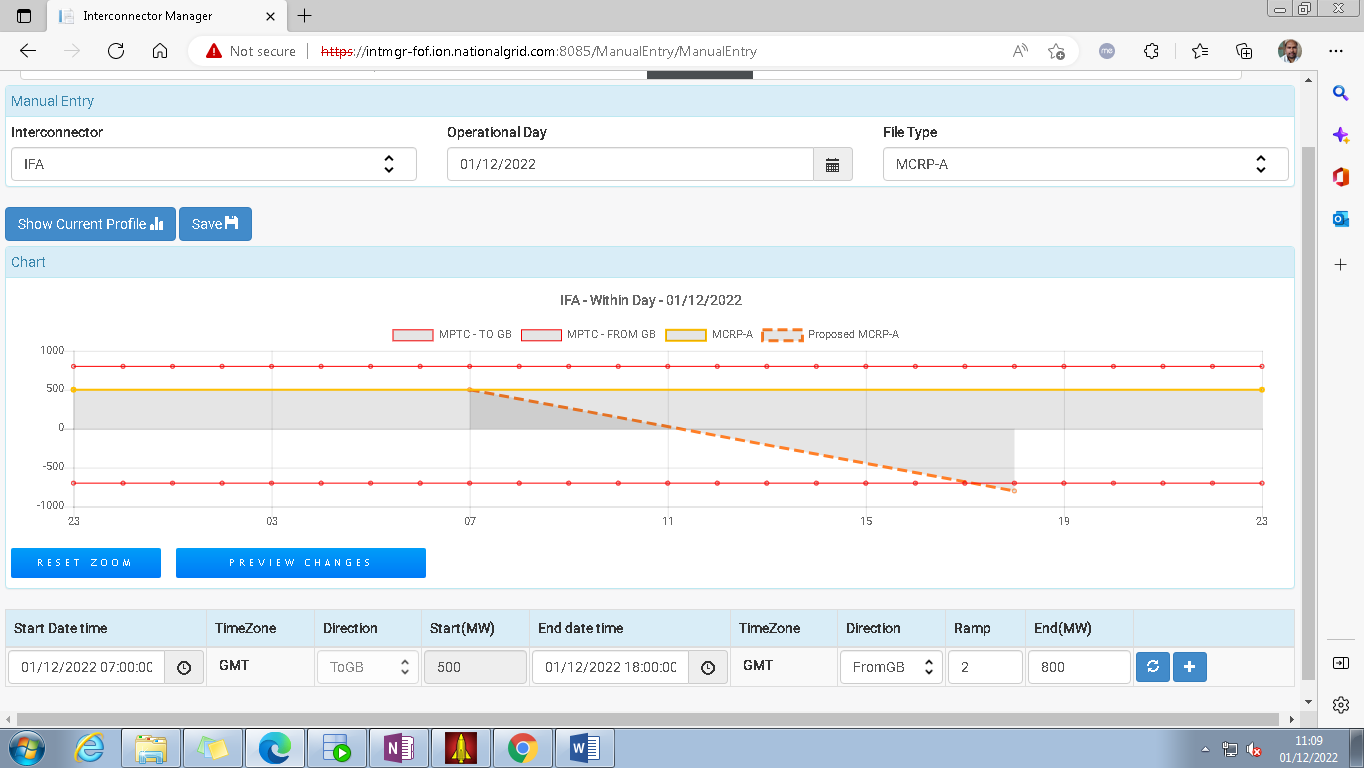 Interconnector Manager
Not secure https://intmgr-fof.ion.nationalgrid.com:8085/ManualEntry/ManualEntry
Manual Entry
Interconnector Operational Day File Type
IFA 01/12/2022 MCRP-A
Show Current Profile Save
Chart
IFA - Within Day - 01/12/2022
MPTC - TO GB MPTC - FROM GB MCRP-A Proposed MCRP-A
1000
500
0
-500
-1000
23 03 07 11 15 19 23
RESET ZOOM PREVIEW CHANGES
Start Date time TimeZone Direction Start(MW) End date time TimeZone Direction Ramp End(MW)
01/12/2022 07:00:00 GMT ToGB 500 01/12/2022 18:00:00 GMT FromGB 2 800
11:09
01/12/2022